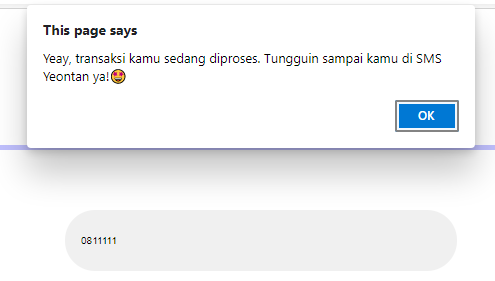 This page says
Yeay, transaksi kamu sedang diproses. Tungguin sampai kamu di SMS
Yeontan ya!🤩
OK
0811111